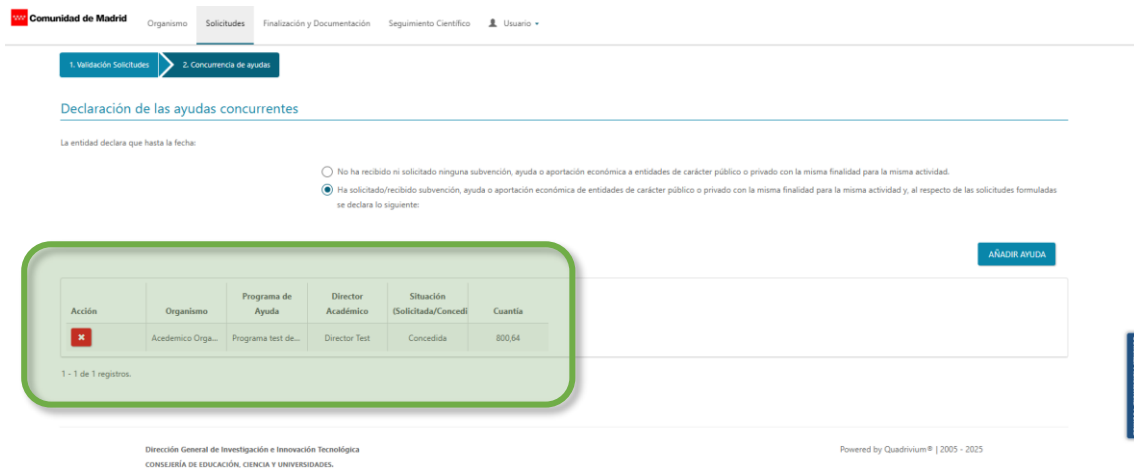 Comunidad de Madrid
Organismo Solicitudes Finalización y Documentación Seguimiento Científico Usuario
1. Validación Solicitudes 2. Concurrencia de ayudas
Declaración de las ayudas concurrentes
La entidad declara que hasta la fecha:
No ha recibido ni solicitado ninguna subvención, ayuda o aportación económica a entidades de carácter público o privado con la misma finalidad para la misma actividad.
Ha solicitado/recibido subvención, ayuda o aportación económica de entidades de carácter público o privado con la misma finalidad para la misma actividad y, al respecto de las solicitudes formuladas
se declara lo siguiente:
AÑADIR AYUDA
Programa de Director Situación
Acción Organismo Ayuda Académico (Solicitada/Concedi Cuantía
Acedemico Orga... Programa test de... Director Test Concedida 800,64
1 - 1 de 1 registros.
Dirección General de Investigación e Innovación Tecnológica Powered by Quadrivium® | 2005 - 2025
CONSEJERÍA DE EDUCACIÓN, CIENCIA Y UNIVERSIDADES.